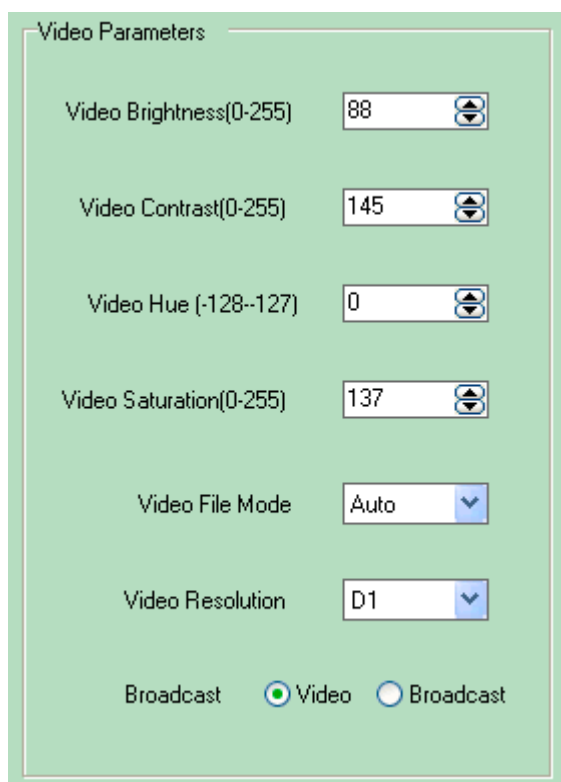 Video Parameters
Video Brightness(0-255) 88
Video Contrast(0-255) 145
Video Hue (-128--127) 0
Video Saturation(0-255) 137
Video File Mode Auto
Video Resolution D1
Broadcast Video Broadcast